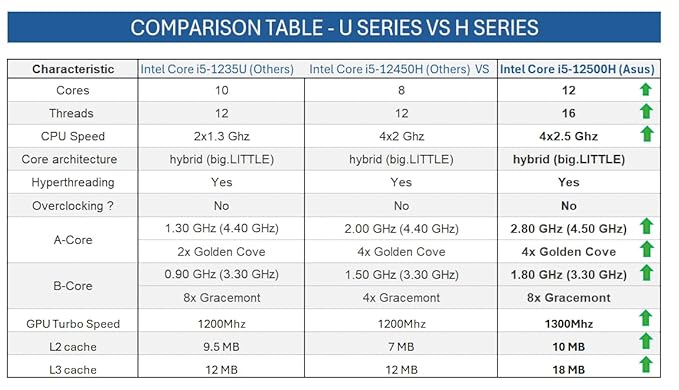 COMPARISON TABLE - U SERIES VS H SERIES
Characteristic Intel Core i5-1235U (Others) Intel Core i5-12450H (Others) VS Intel Core i5-12500H (Asus)
Cores 10 8 12
Threads 12 12 16
CPU Speed 2x1.3 Ghz 4x2 Ghz 4x2.5 Ghz
Core architecture hybrid (big.LITTLE) hybrid (big.LITTLE) hybrid (big.LITTLE)
Hyperthreading Yes Yes Yes
Overclocking ? No No No
A-Core 1.30 GHz (4.40 GHz) 2.00 GHz (4.40 GHz) 2.80 GHz (4.50 GHz)
2x Golden Cove 4x Golden Cove 4x Golden Cove
B-Core 0.90 GHz (3.30 GHz) 1.50 GHz (3.30 GHz) 1.80 GHz (3.30 GHz)
8x Gracemont 4x Gracemont 8x Gracemont
GPU Turbo Speed 1200Mhz 1200Mhz 1300Mhz
L2 cache 9.5 MB 7 MB 10 MB
L3 cache 12 MB 12 MB 18 MB